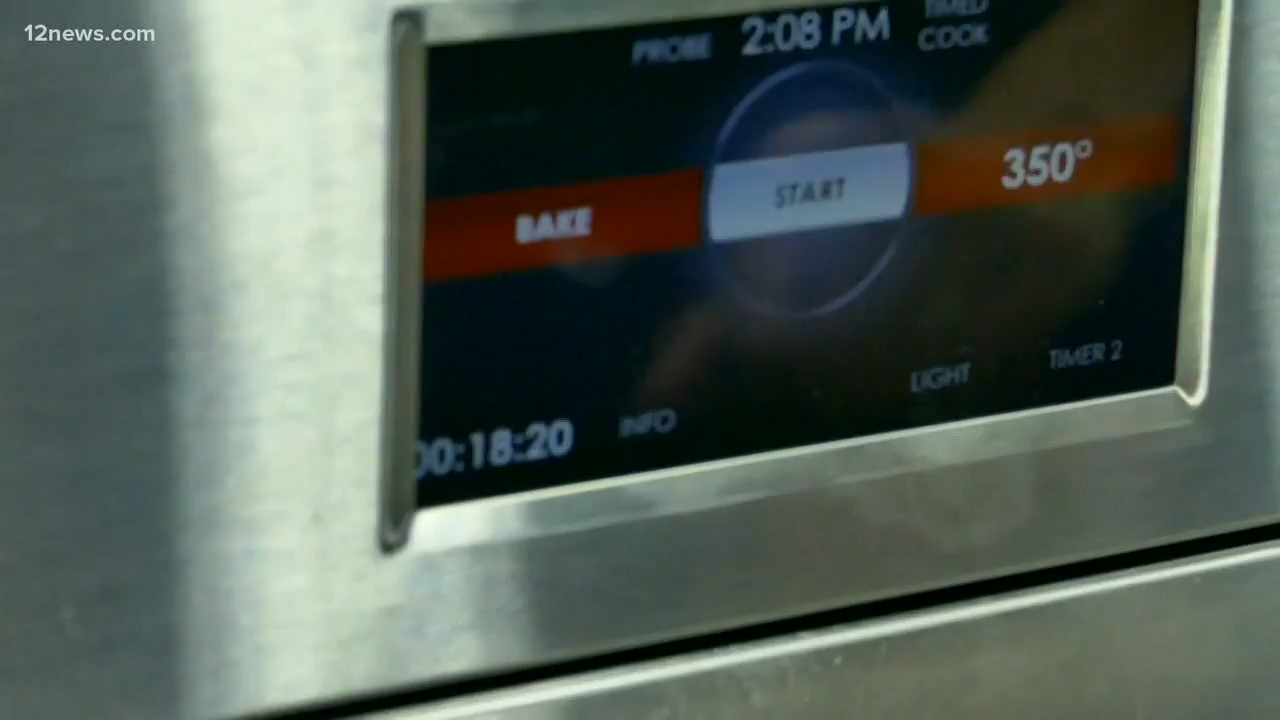 12news.com
PROBE
2:08 PM
TIMED
COOK
BAKE
START
350°
00:18:20
INFO
LIGHT
TIMER 2